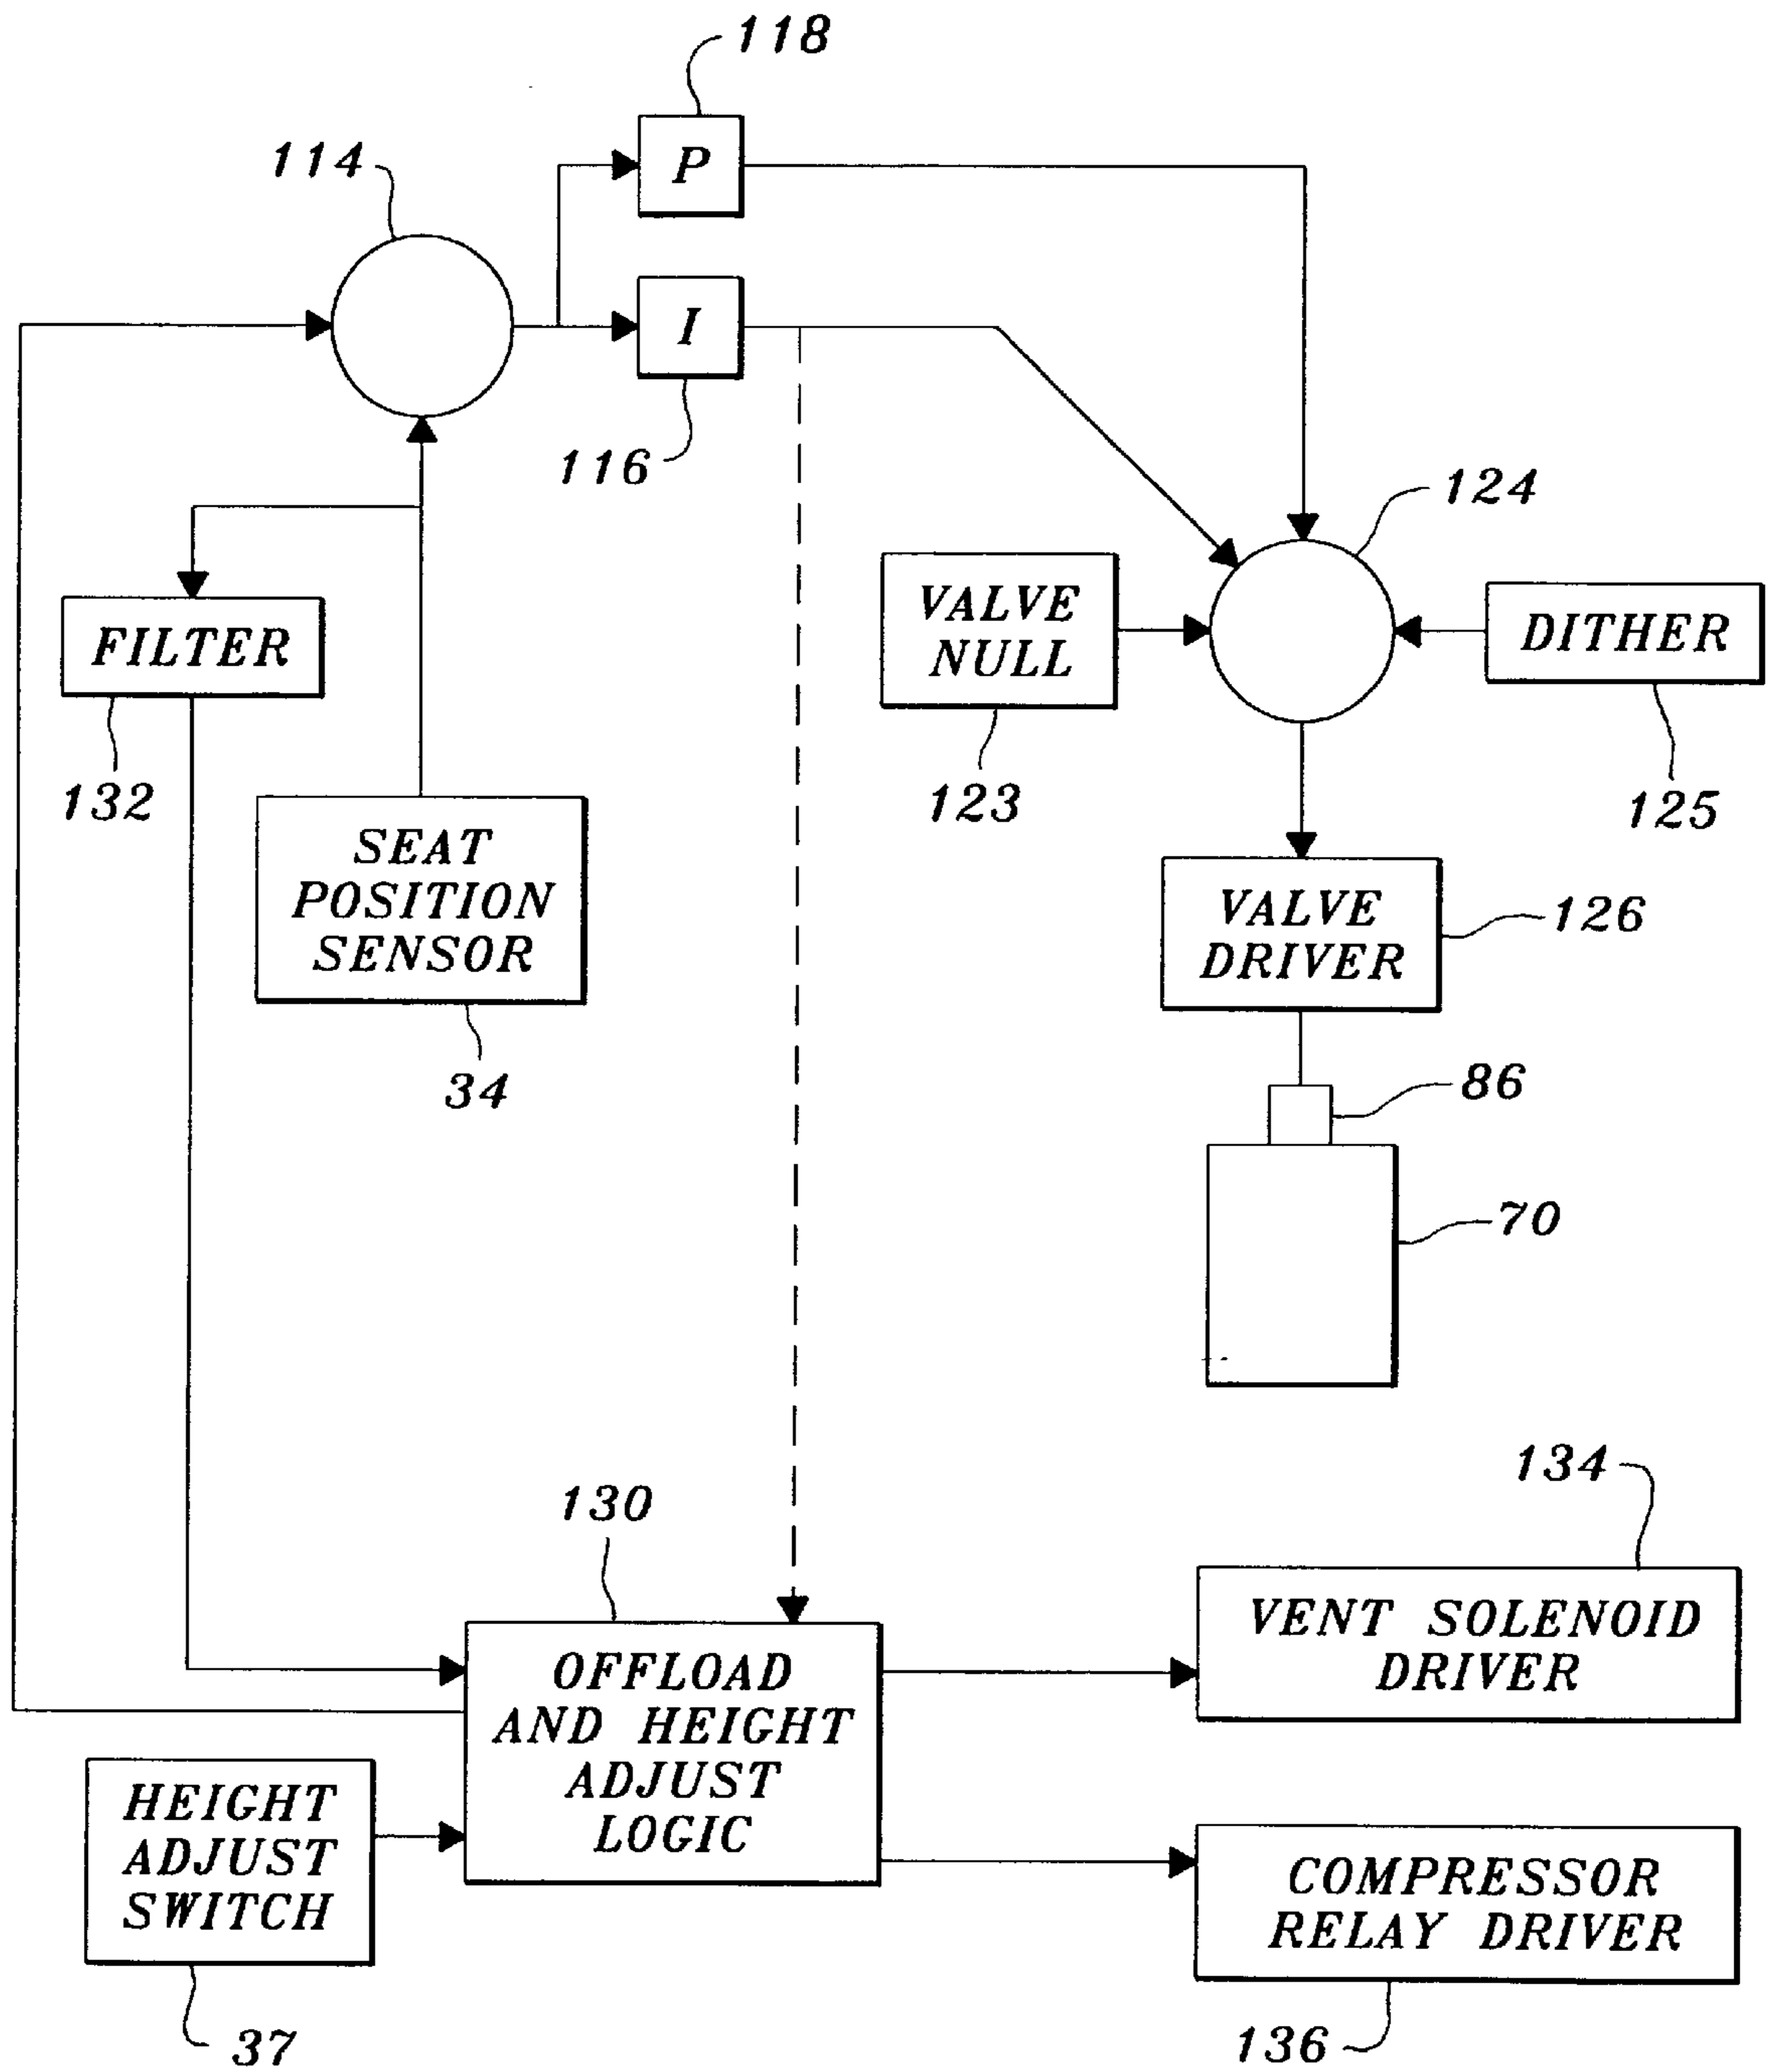 118
114
P
I
116
124
VALVE
NULL
DITHER
FILTER
132
123
125
SEAT
POSITION
SENSOR
VALVE
DRIVER
126
34
86
70
134
130
VENT SOLENOID
DRIVER
OFFLOAD
AND HEIGHT
ADJUST
LOGIC
HEIGHT
ADJUST
SWITCH
COMPRESSOR
RELAY DRIVER
37
136